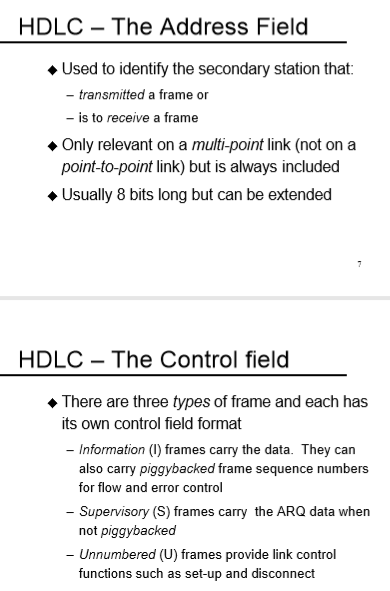 HDLC – The Address Field
◆ Used to identify the secondary station that:
– transmitted a frame or
– is to receive a frame
◆ Only relevant on a multi-point link (not on a
point-to-point link) but is always included
◆ Usually 8 bits long but can be extended
7
HDLC – The Control field
◆ There are three types of frame and each has
its own control field format
– Information (I) frames carry the data.  They can
also carry piggybacked frame sequence numbers
for flow and error control
– Supervisory (S) frames carry  the ARQ data when
not piggybacked
– Unnumbered (U) frames provide link control
functions such as set-up and disconnect